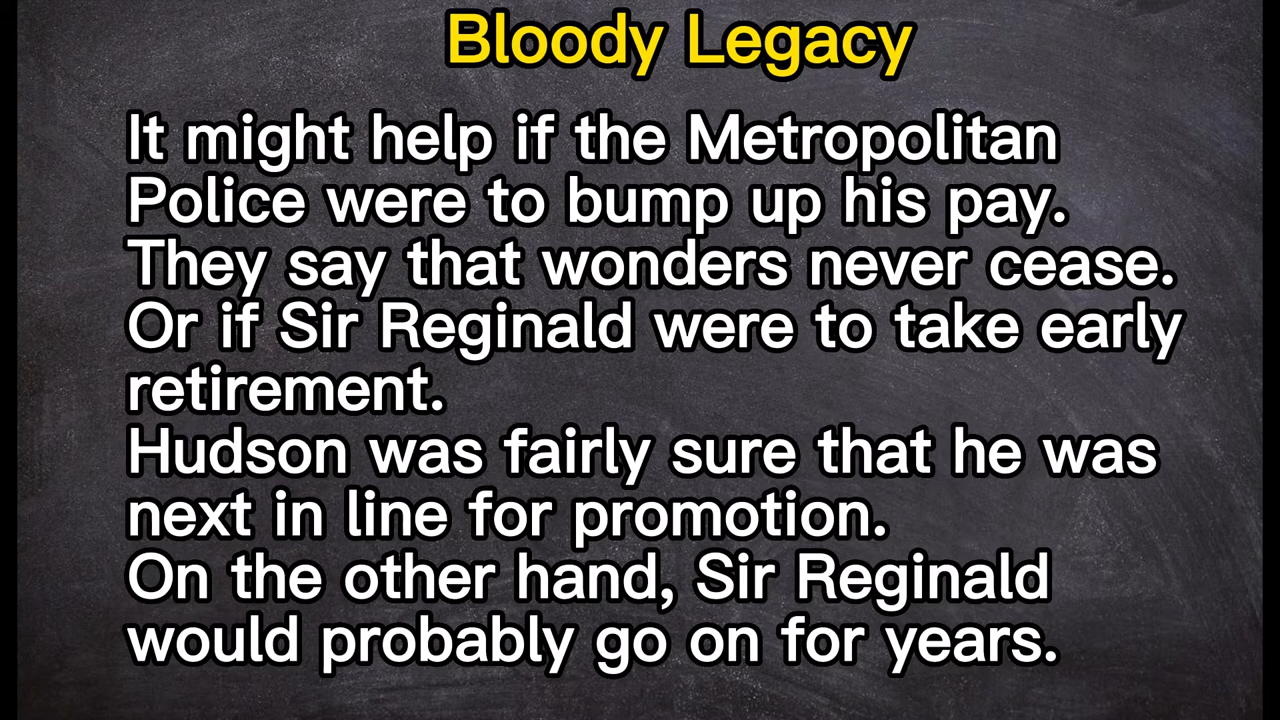 Bloody Legacy
It might help if the Metropolitan
Police were to bump up his pay.
They say that wonders never cease.
Or if Sir Reginald were to take early
retirement.
Hudson was fairly sure that he was
next in line for promotion.
On the other hand, Sir Reginald
would probably go on for years.